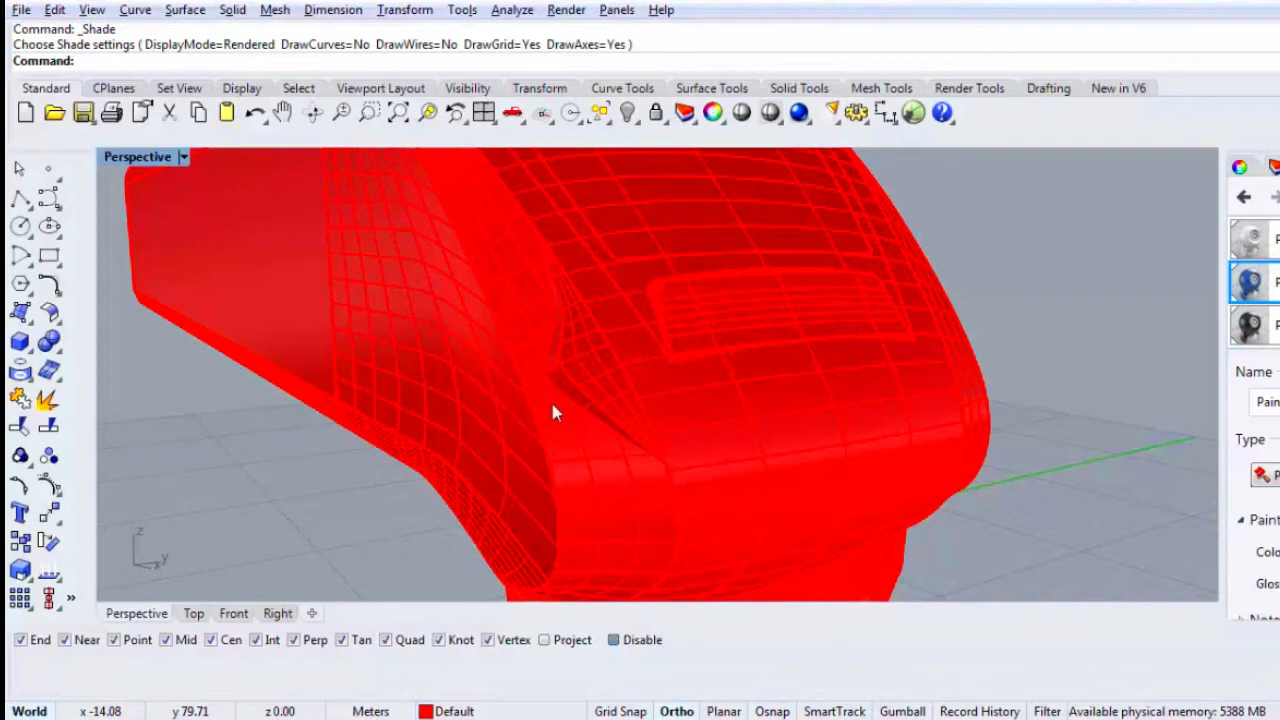 File Edit View Curve Surface Solid Mesh Dimension Transform Tools Analyze Render Panels Help
Command: _Shade
Choose Shade settings ( DisplayMode=Rendered DrawCurves=No DrawWires=No DrawGrid=Yes DrawAxes=Yes )
Command:
Standard CPlanes Set View Display Select Viewport Layout Visibility Transform Curve Tools Surface Tools Solid Tools Mesh Tools Render Tools Drafting New in V6
Perspective
P
P
P
Name
Pain
Type
P
Paint
Colo
Glos
z
y
x
Perspective Top Front Right
End Near Point Mid Cen Int Perp Tan Quad Knot Vertex Project Disable
World x -14.08 y 79.71 z 0.00 Meters Default Grid Snap Ortho Planar Osnap SmartTrack Gumball Record History Filter Available physical memory: 5388 MB